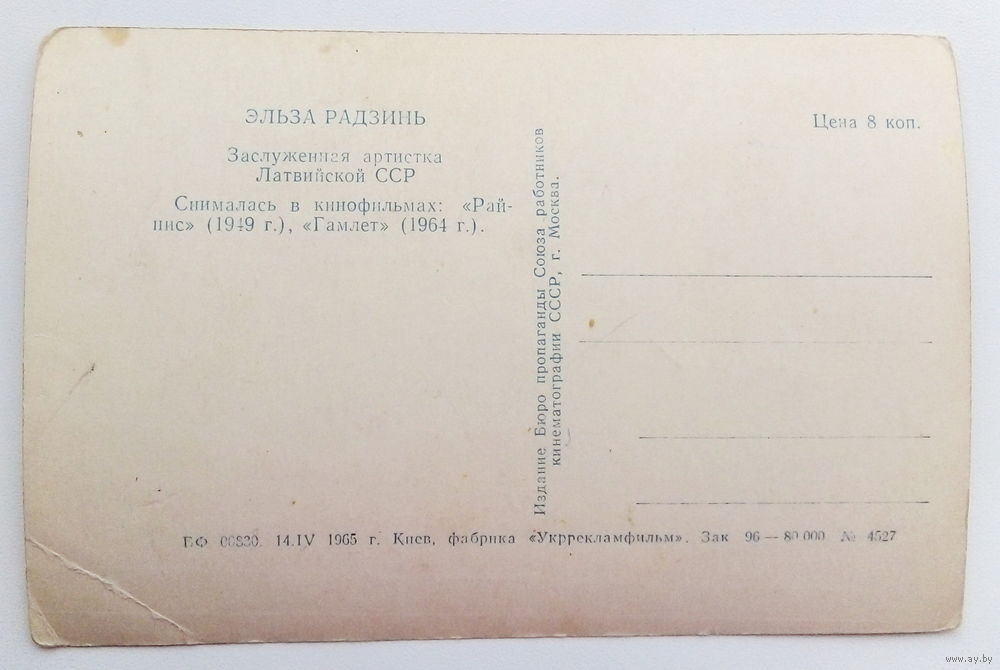 ЭЛЬЗА РАДЗИНЬ
Заслуженная артистка
Латвийской ССР
Снималась в кинофильмах: «Рай-
нис» (1949 г.), «Гамлет» (1964 г.).
Издание Бюро пропаганды Союза работников
кинематографии СССР, г. Москва.
Цена 8 коп.
БФ 00830. 14.IV 1965 г. Киев, фабрика «Укррекламфильм». Зак 96 — 80.000 № 4527
www.ay.by